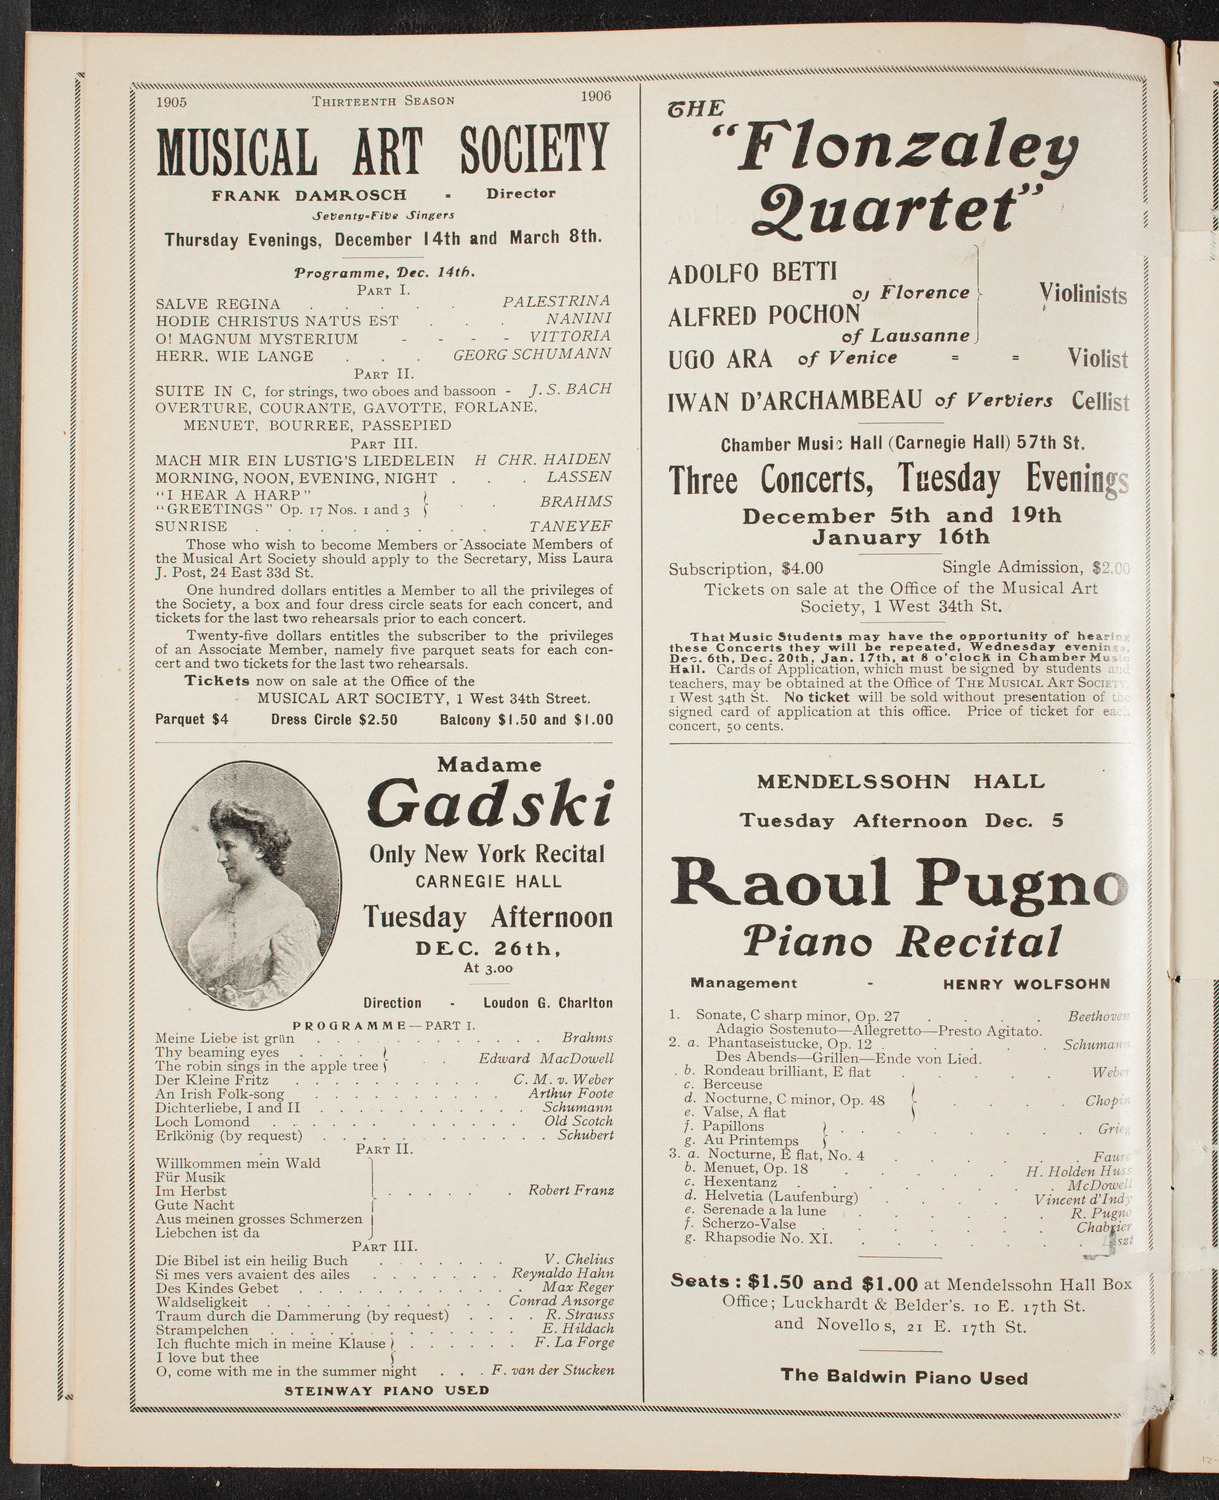 1905 THIRTEENTH SEASON 1906
MUSICAL ART SOCIETY
FRANK DAMROSCH - Director
Seventy-Five Singers
Thursday Evenings, December 14th and March 8th.
Programme, Dec. 14th.
PART I.
SALVE REGINA . . . . . PALESTRINA
HODIE CHRISTUS NATUS EST . . . NANINI
O! MAGNUM MYSTERIUM - - - - VITTORIA
HERR, WIE LANGE . . . GEORG SCHUMANN
PART II.
SUITE IN C, for strings, two oboes and bassoon - J. S. BACH
OVERTURE, COURANTE, GAVOTTE, FORLANE,
MENUET, BOURREE, PASSEPIED
PART III.
MACH MIR EIN LUSTIG'S LIEDELEIN H CHR. HAIDEN
MORNING, NOON, EVENING, NIGHT . . . LASSEN
"I HEAR A HARP"
"GREETINGS" Op. 17 Nos. 1 and 3 } . . BRAHMS
SUNRISE . . . . . . . TANEYEF
Those who wish to become Members or Associate Members of
the Musical Art Society should apply to the Secretary, Miss Laura
J. Post, 24 East 33d St.
One hundred dollars entitles a Member to all the privileges of
the Society, a box and four dress circle seats for each concert, and
tickets for the last two rehearsals prior to each concert.
Twenty-five dollars entitles the subscriber to the privileges
of an Associate Member, namely five parquet seats for each con-
cert and two tickets for the last two rehearsals.
Tickets now on sale at the Office of the
MUSICAL ART SOCIETY, 1 West 34th Street.
Parquet $4 Dress Circle $2.50 Balcony $1.50 and $1.00
Madame
Gadski
Only New York Recital
CARNEGIE HALL
Tuesday Afternoon
DEC. 26th,
At 3.00
Direction - Loudon G. Charlton
PROGRAMME—PART I.
Meine Liebe ist grün . . . . . . . Brahms
Thy beaming eyes . . . .
The robin sings in the apple tree } . . . Edward MacDowell
Der Kleine Fritz . . . . . . . C. M. v. Weber
An Irish Folk-song . . . . . . . Arthur Foote
Dichterliebe, I and II . . . . . . . Schumann
Loch Lomond . . . . . . . Old Scotch
Erlkönig (by request) . . . . . . . Schubert
PART II.
Willkommen mein Wald
Für Musik
Im Herbst } . . . . . . Robert Franz
Gute Nacht
Aus meinen grosses Schmerzen
Liebchen ist da
PART III.
Die Bibel ist ein heilig Buch . . . . . V. Chelius
Si mes vers avaient des ailes . . . . . . . Reynaldo Hahn
Des Kindes Gebet . . . . . . . Max Reger
Waldseligkeit . . . . . . . Conrad Ansorge
Traum durch die Dammerung (by request) . . . . R. Strauss
Strampelchen . . . . . . . E. Hildach
Ich fluchte mich in meine Klause } . . . . . . F. La Forge
I love but thee
O, come with me in the summer night . . . F. van der Stucken
STEINWAY PIANO USED
THE
"Flonzaley
Quartet"
ADOLFO BETTI
of Florence
ALFRED POCHON } Violinists
of Lausanne
UGO ARA of Venice = = Violist
IWAN D'ARCHAMBEAU of Verviers Cellist
Chamber Music Hall (Carnegie Hall) 57th St.
Three Concerts, Tuesday Evenings
December 5th and 19th
January 16th
Subscription, $4.00 Single Admission, $2.00
Tickets on sale at the Office of the Musical Art
Society, 1 West 34th St.
That Music Students may have the opportunity of hearing
these Concerts they will be repeated, Wednesday evenings,
Dec. 6th, Dec. 20th, Jan. 17th, at 8 o'clock in Chamber Music
Hall. Cards of Application, which must be signed by students and
teachers, may be obtained at the Office of THE MUSICAL ART SOCIETY,
1 West 34th St. No ticket will be sold without presentation of the
signed card of application at this office. Price of ticket for each
concert, 50 cents.
MENDELSSOHN HALL
Tuesday Afternoon Dec. 5
Raoul Pugno
Piano Recital
Management - HENRY WOLFSOHN
1. Sonate, C sharp minor, Op. 27 . . . . Beethoven
Adagio Sostenuto—Allegretto—Presto Agitato.
2. a. Phantaseistucke, Op. 12 . . . . Schumann
Des Abends—Grillen—Ende von Lied.
b. Rondeau brilliant, E flat . . . . Weber
c. Berceuse
d. Nocturne, C minor, Op. 48 } . . . . Chopin
e. Valse, A flat
f. Papillons } . . . . . . . Grieg
g. Au Printemps
3. a. Nocturne, E flat, No. 4 . . . . . Faure
b. Menuet, Op. 18 . . . . H. Holden Huss
c. Hexentanz . . . . . . McDowell
d. Helvetia (Laufenburg) . . . . Vincent d'Indy
e. Serenade a la lune . . . . . R. Pugno
f. Scherzo-Valse . . . . . . Chabrier
g. Rhapsodie No. XI. . . . . . . Liszt
Seats: $1.50 and $1.00 at Mendelssohn Hall Box
Office; Luckhardt & Belder's. 10 E. 17th St.
and Novello s, 21 E. 17th St.
The Baldwin Piano Used